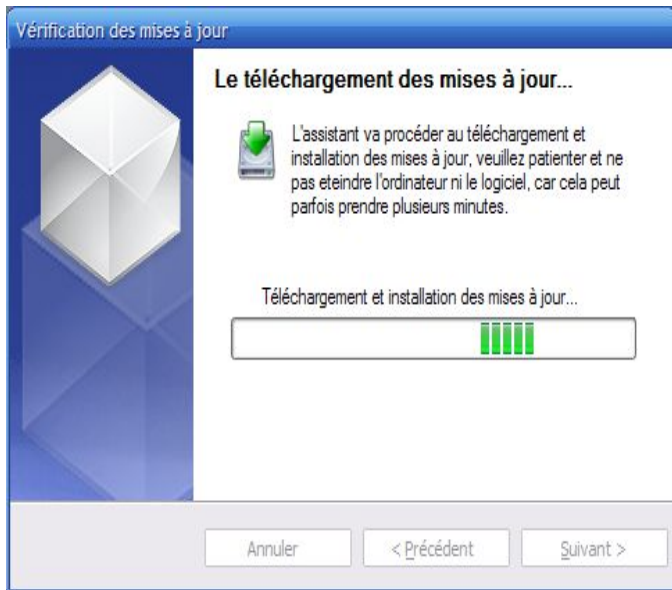 Vérification des mises à jour
Le téléchargement des mises à jour...
L'assistant va procéder au téléchargement et
installation des mises à jour, veuillez patienter et ne
pas eteindre l'ordinateur ni le logiciel, car cela peut
parfois prendre plusieurs minutes.
Téléchargement et installation des mises à jour...
Annuler
< Précédent
Suivant >